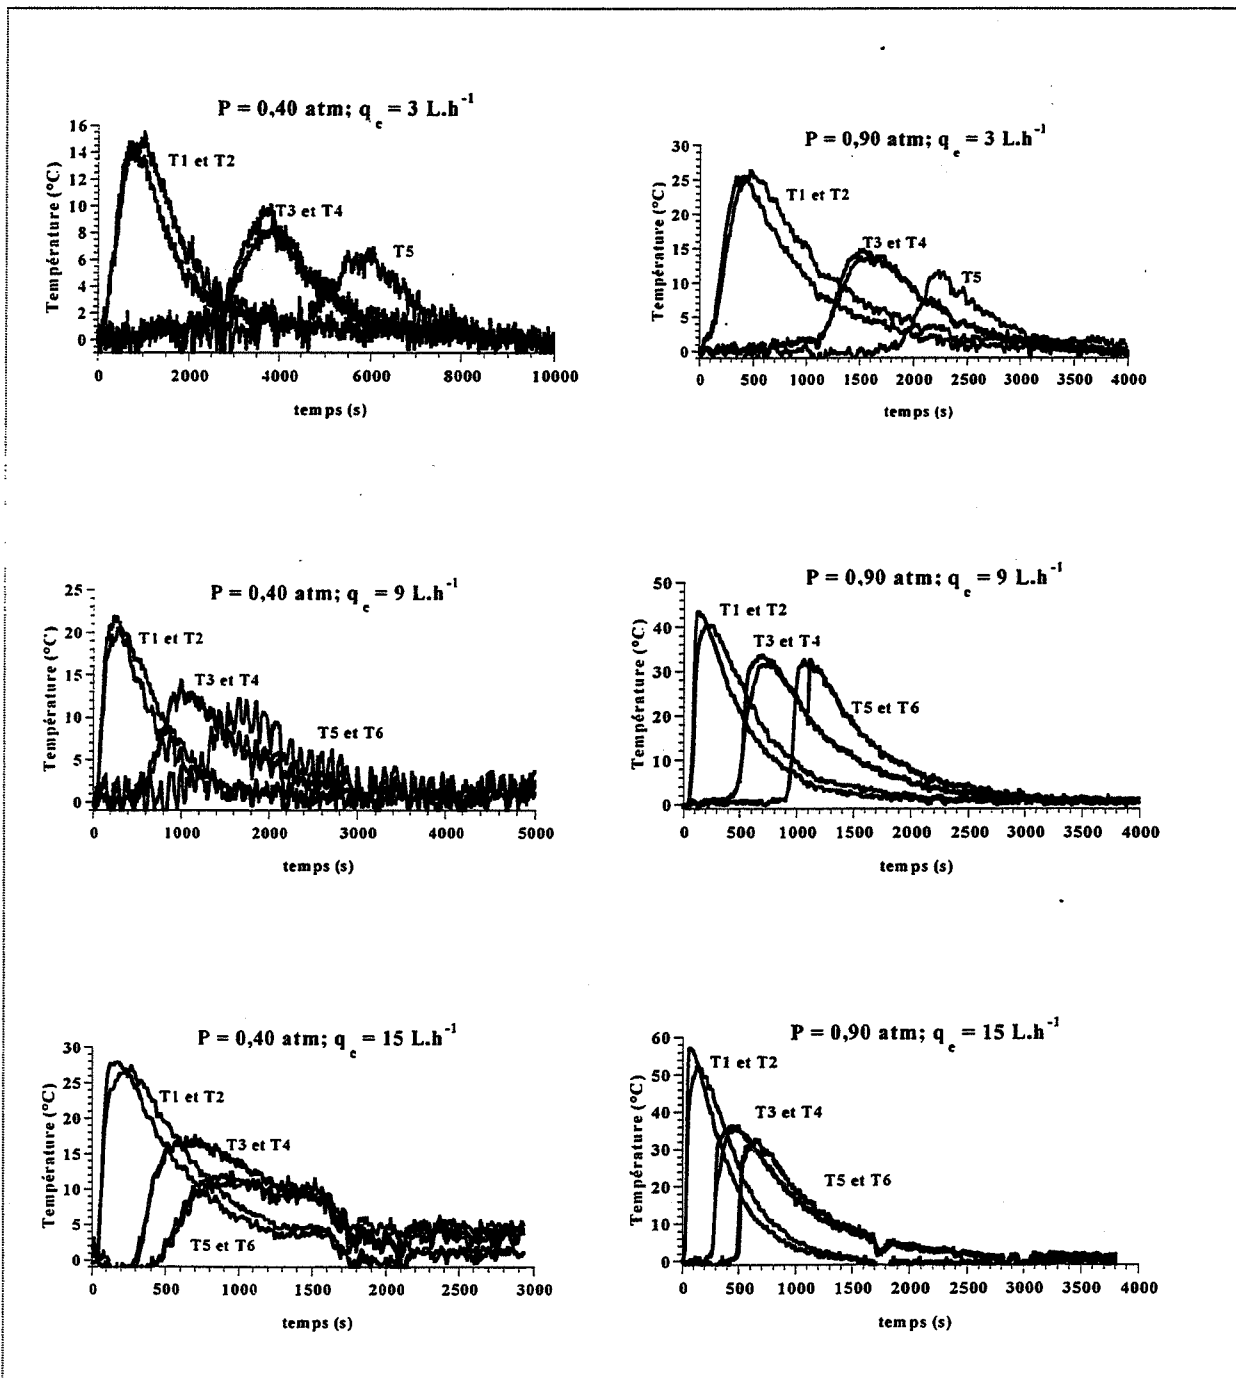 P = 0,40 atm; q_e = 3 L.h⁻¹
Température (°C)
16
14
12
10
8
6
4
2
0
T1 et T2
T3 et T4
T5
0 2000 4000 6000 8000 10000
temps (s)
P = 0,90 atm; q_e = 3 L.h⁻¹
Température (°C)
30
25
20
15
10
5
0
T1 et T2
T3 et T4
T5
0 500 1000 1500 2000 2500 3000 3500 4000
temps (s)
P = 0,40 atm; q_e = 9 L.h⁻¹
Température (°C)
25
20
15
10
5
0
T1 et T2
T3 et T4
T5 et T6
0 1000 2000 3000 4000 5000
temps (s)
P = 0,90 atm; q_e = 9 L.h⁻¹
Température (°C)
50
40
30
20
10
0
T1 et T2
T3 et T4
T5 et T6
0 500 1000 1500 2000 2500 3000 3500 4000
temps (s)
P = 0,40 atm; q_e = 15 L.h⁻¹
Température (°C)
30
25
20
15
10
5
0
T1 et T2
T3 et T4
T5 et T6
0 500 1000 1500 2000 2500 3000
temps (s)
P = 0,90 atm; q_e = 15 L.h⁻¹
Température (°C)
60
50
40
30
20
10
0
T1 et T2
T3 et T4
T5 et T6
0 500 1000 1500 2000 2500 3000 3500 4000
temps (s)